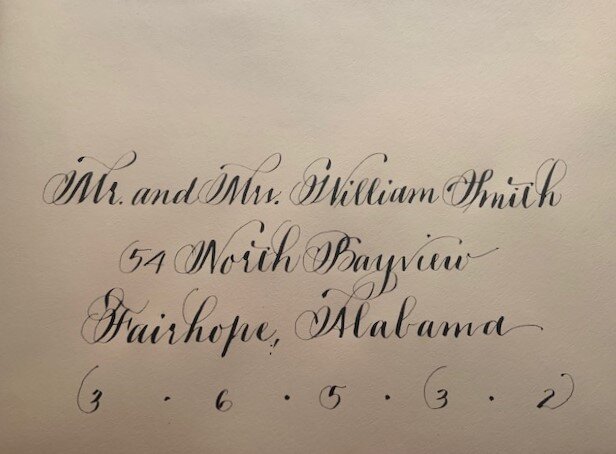 Mr. and Mrs. William Smith
54 North Bayview
Fairhope, Alabama
3 · 6 · 5 · 3 · 2